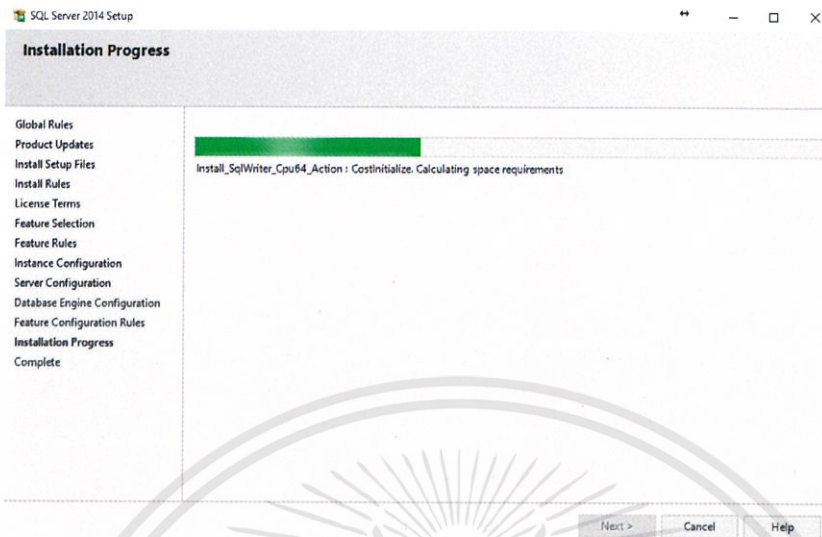 SQL Server 2014 Setup
Installation Progress
Global Rules
Product Updates
Install Setup Files
Install Rules
License Terms
Feature Selection
Feature Rules
Instance Configuration
Server Configuration
Database Engine Configuration
Feature Configuration Rules
Installation Progress
Complete
Install_SqlWriter_Cpu64_Action : CostInitialize. Calculating space requirements
Next >
Cancel
Help